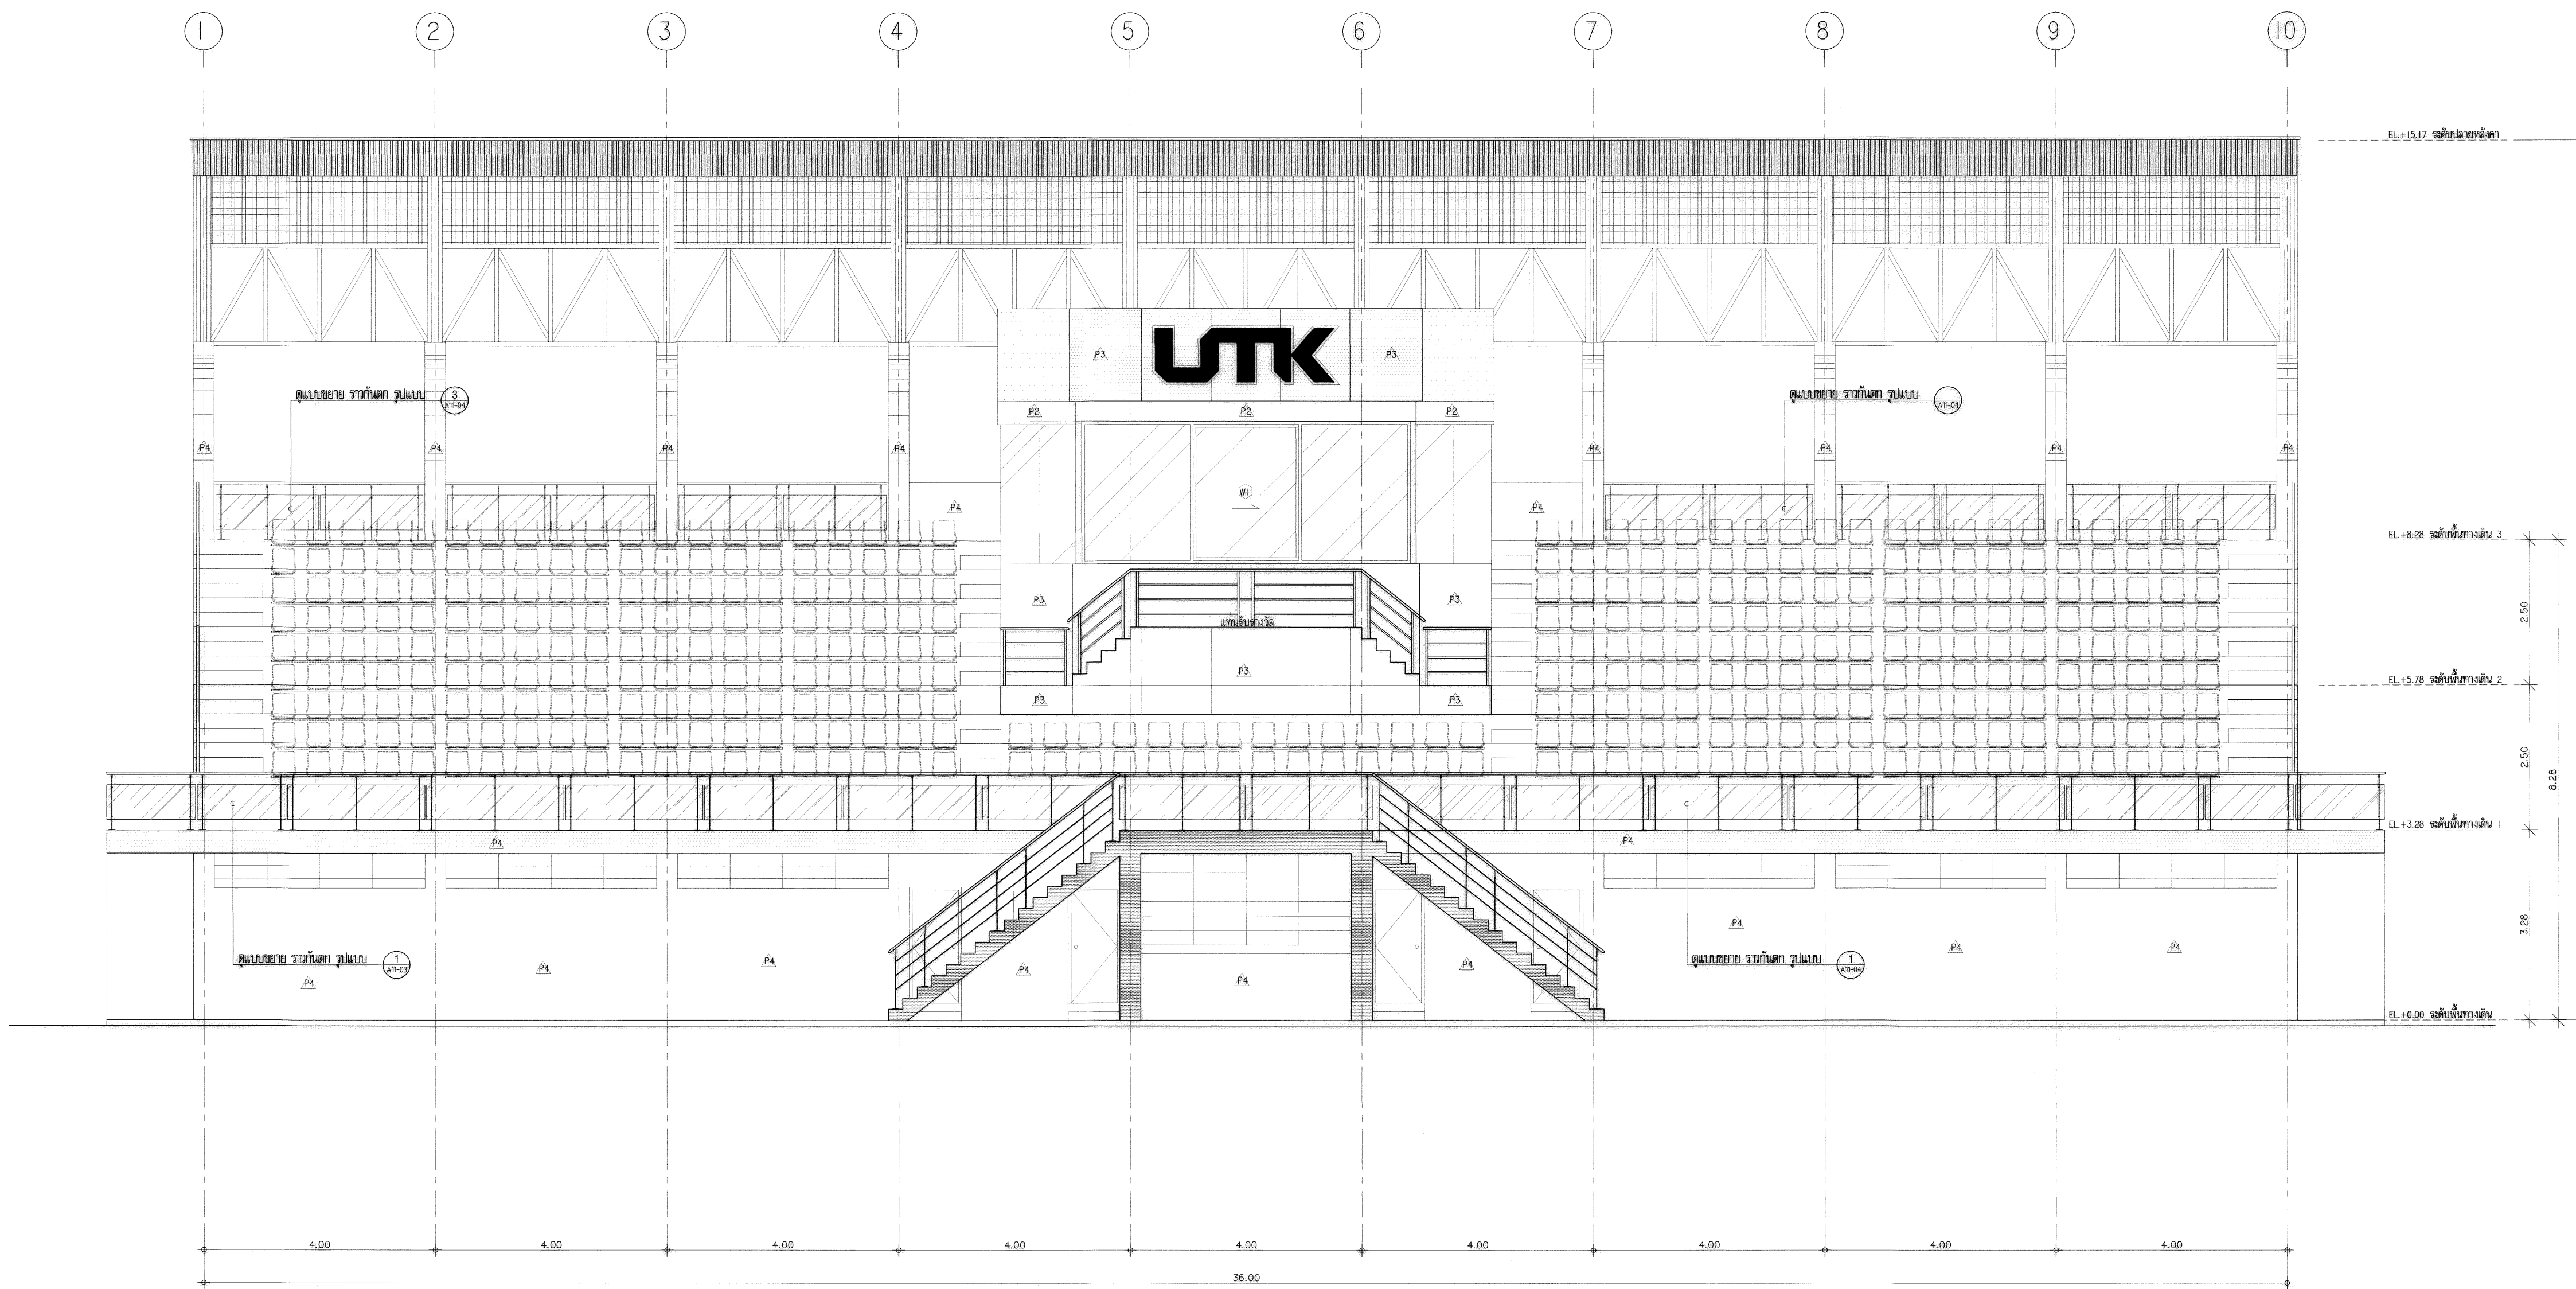 1 2 3 4 5 6 7 8 9 10
EL.+15.17 ระดับปลายหลังคา
UTK
P3 P3
ดูแบบขยาย ราวกันตก รูปแบบ 3 A11-04
ดูแบบขยาย ราวกันตก รูปแบบ A11-04
P2 P2 P2
P4 P4 P4 P4 P4 P4 P4 P4
W1
P4 P4
EL.+8.28 ระดับพื้นทางเดิน 3
P3 P3
2.50
แทนรับรางวัล
P3
EL.+5.78 ระดับพื้นทางเดิน 2
P3 P3
2.50
8.28
EL.+3.28 ระดับพื้นทางเดิน 1
P4 P4
3.28
P4 P4 P4
ดูแบบขยาย ราวกันตก รูปแบบ 1 A11-03
ดูแบบขยาย ราวกันตก รูปแบบ 1 A11-04
P4 P4 P4 P4 P4 P4
EL.+0.00 ระดับพื้นทางเดิน
4.00 4.00 4.00 4.00 4.00 4.00 4.00 4.00 4.00
36.00